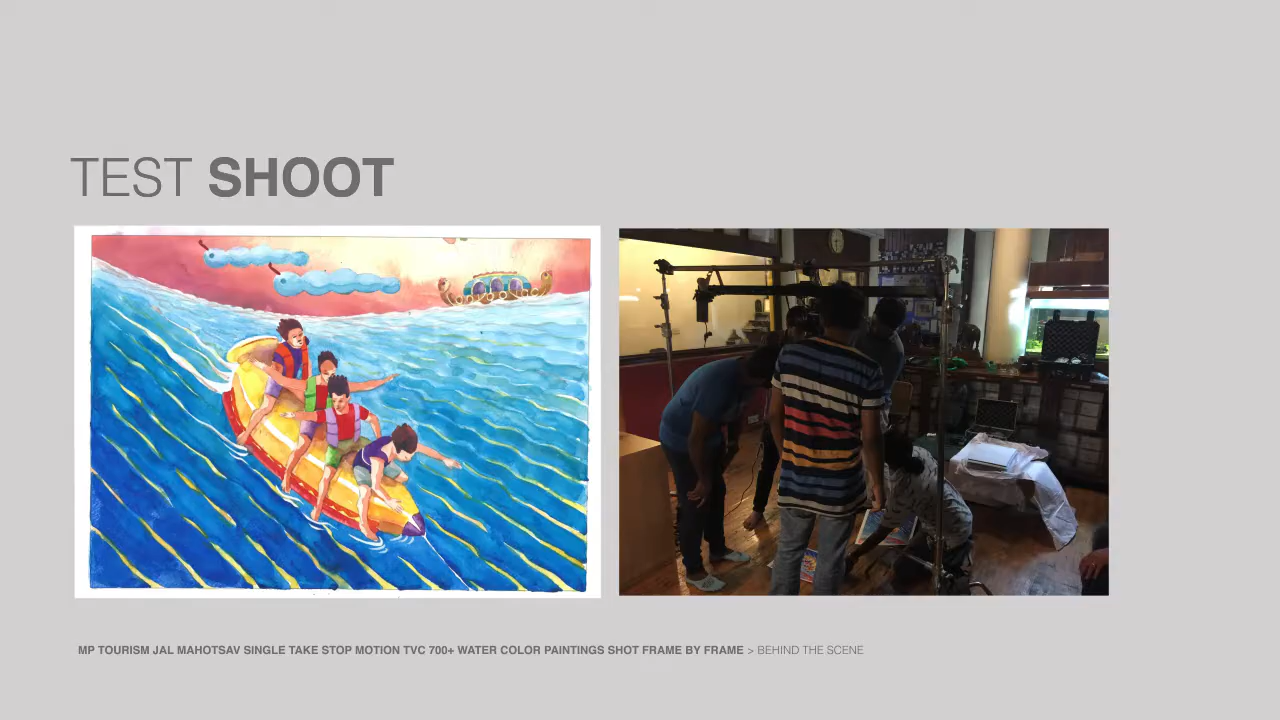 TEST SHOOT
MP TOURISM JAL MAHOTSAV SINGLE TAKE STOP MOTION TVC 700+ WATER COLOR PAINTINGS SHOT FRAME BY FRAME > BEHIND THE SCENE